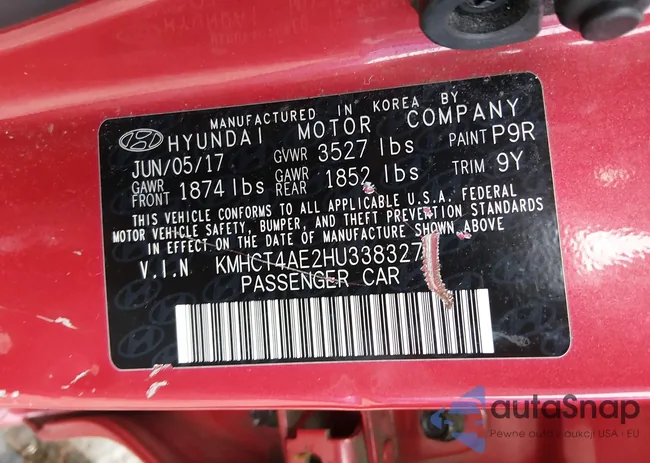 MANUFACTURED IN KOREA BY
HYUNDAI MOTOR COMPANY
JUN/05/17 GVWR 3527 lbs PAINT P9R
GAWR FRONT 1874 lbs GAWR REAR 1852 lbs TRIM 9Y
THIS VEHICLE CONFORMS TO ALL APPLICABLE U.S.A. FEDERAL
MOTOR VEHICLE SAFETY, BUMPER, AND THEFT PREVENTION STANDARDS
IN EFFECT ON THE DATE OF MANUFACTURE SHOWN ABOVE
V.I.N KMHCT4AE2HU338327
PASSENGER CAR
autoSnap
Pewne auto z aukcji USA i EU